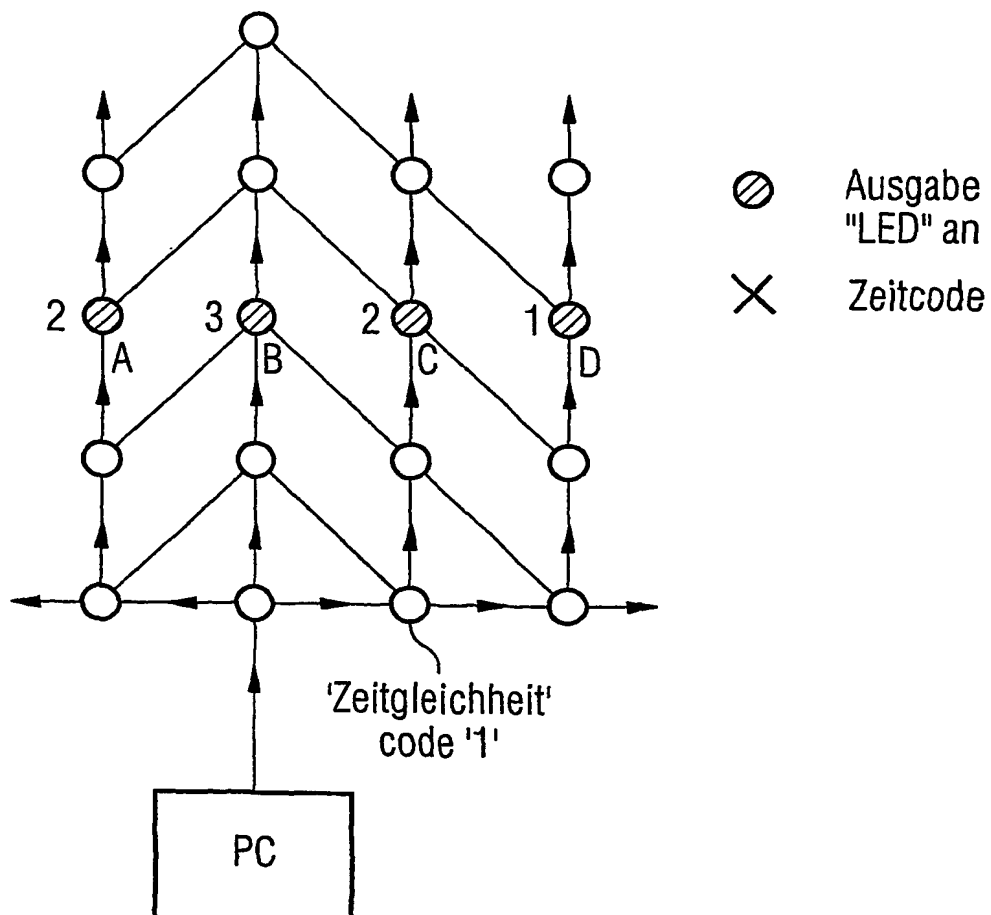 Ausgabe
"LED" an
Zeitcode
2
3
2
1
A
B
C
D
'Zeitgleichheit'
code '1'
PC